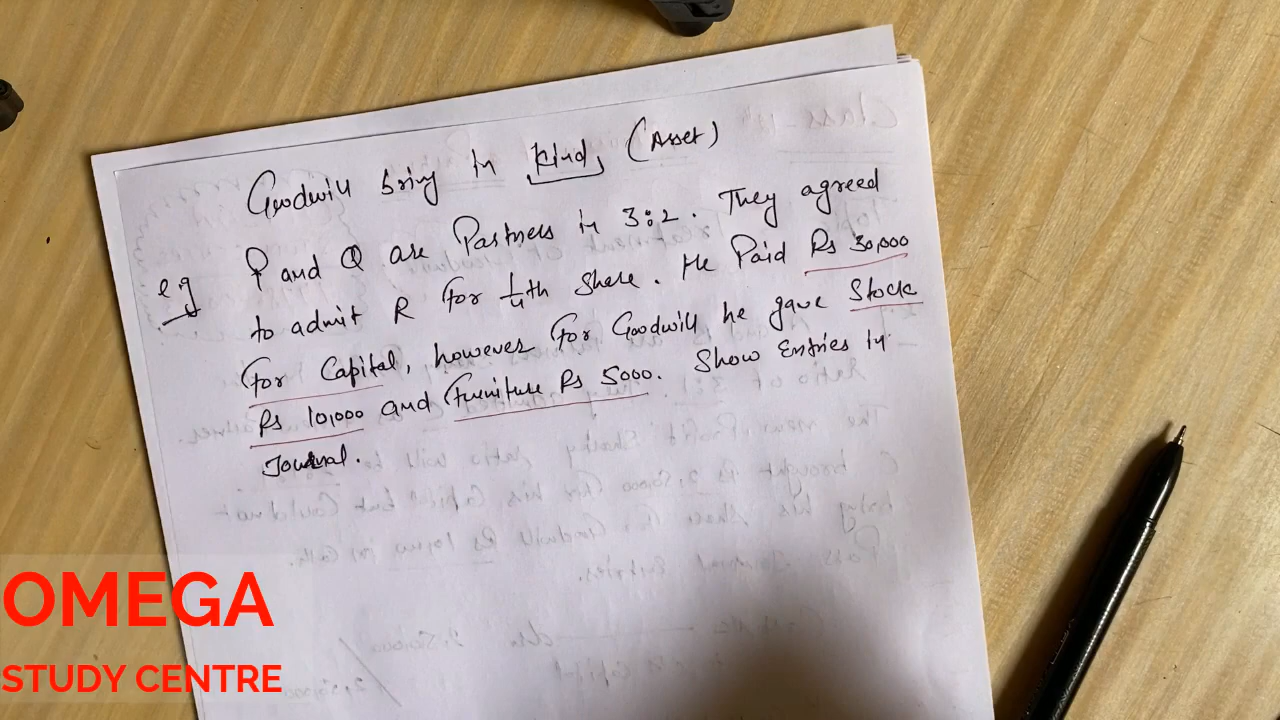 Goodwill bring in Kind (Asset)
eg P and Q are Partners in 3:2. They agreed
to admit R for 1/4th Share. He Paid Rs 30,000
for Capital, however for Goodwill he gave Stock
Rs 10,000 and furniture Rs 5000. Show Entries in
Journal.
OMEGA
STUDY CENTRE